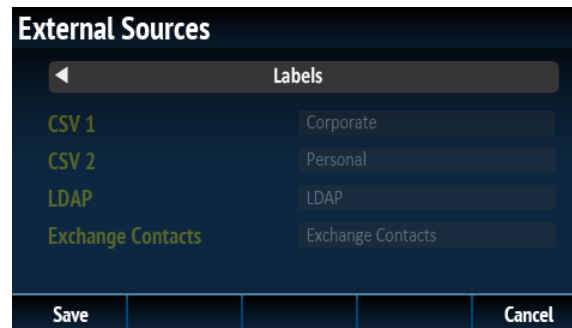 External Sources
Labels
CSV 1 Corporate
CSV 2 Personal
LDAP LDAP
Exchange Contacts Exchange Contacts
Save Cancel